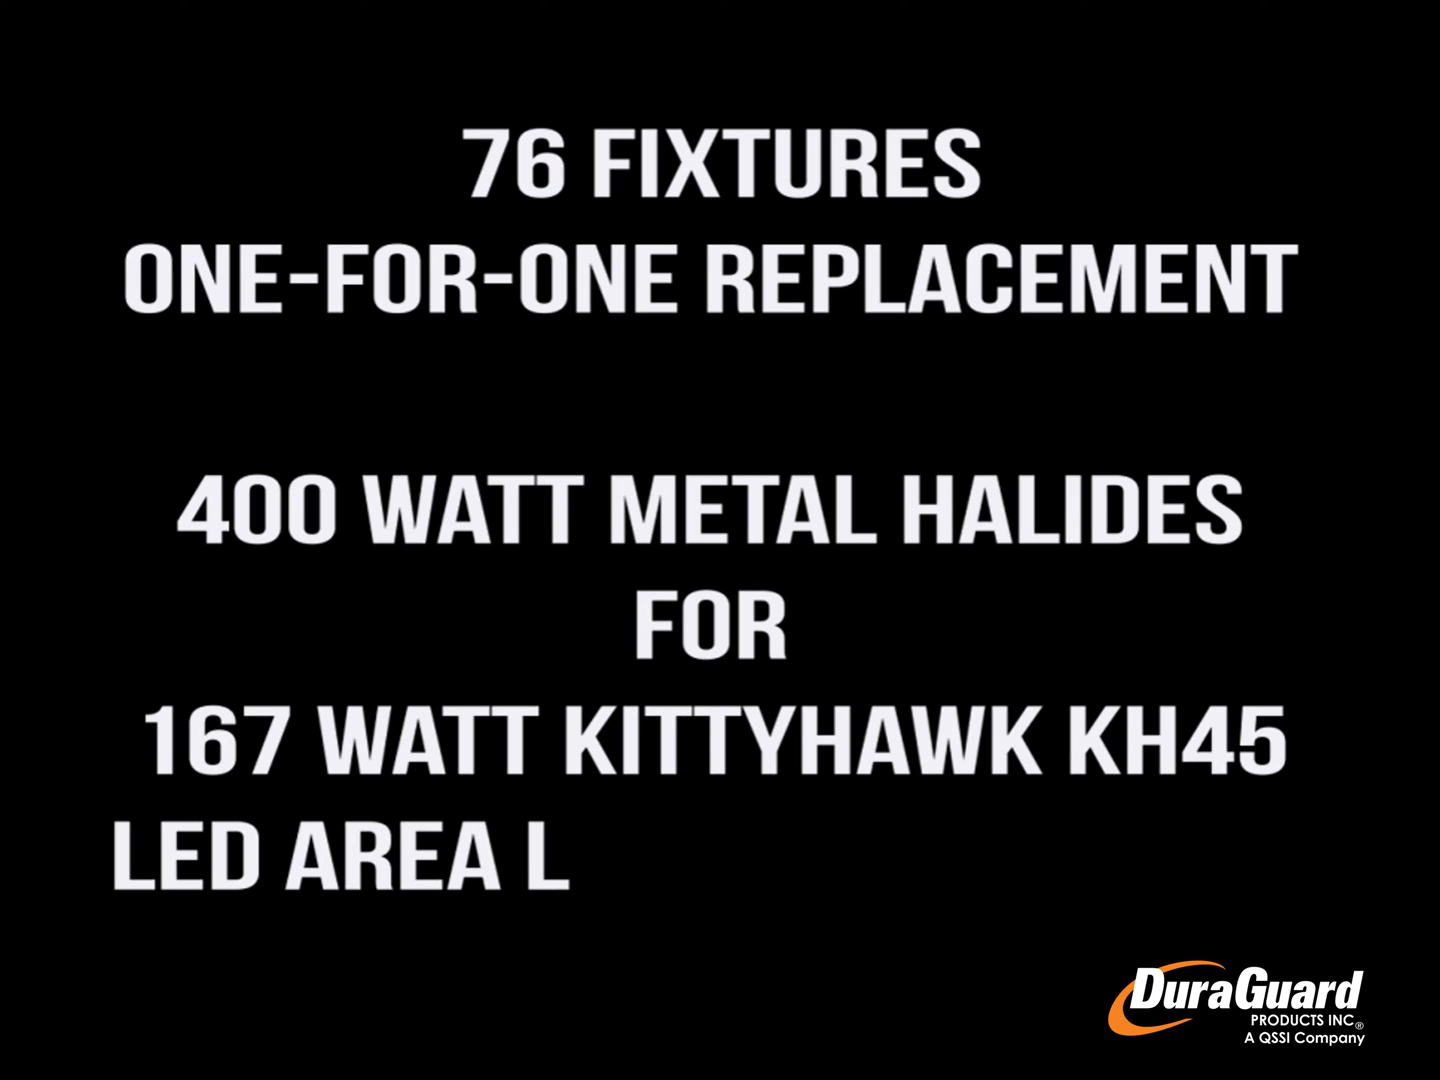 76 FIXTURES
ONE-FOR-ONE REPLACEMENT
400 WATT METAL HALIDES
FOR
167 WATT KITTYHAWK KH45
LED AREA L
DuraGuard
PRODUCTS INC®
A QSSI Company